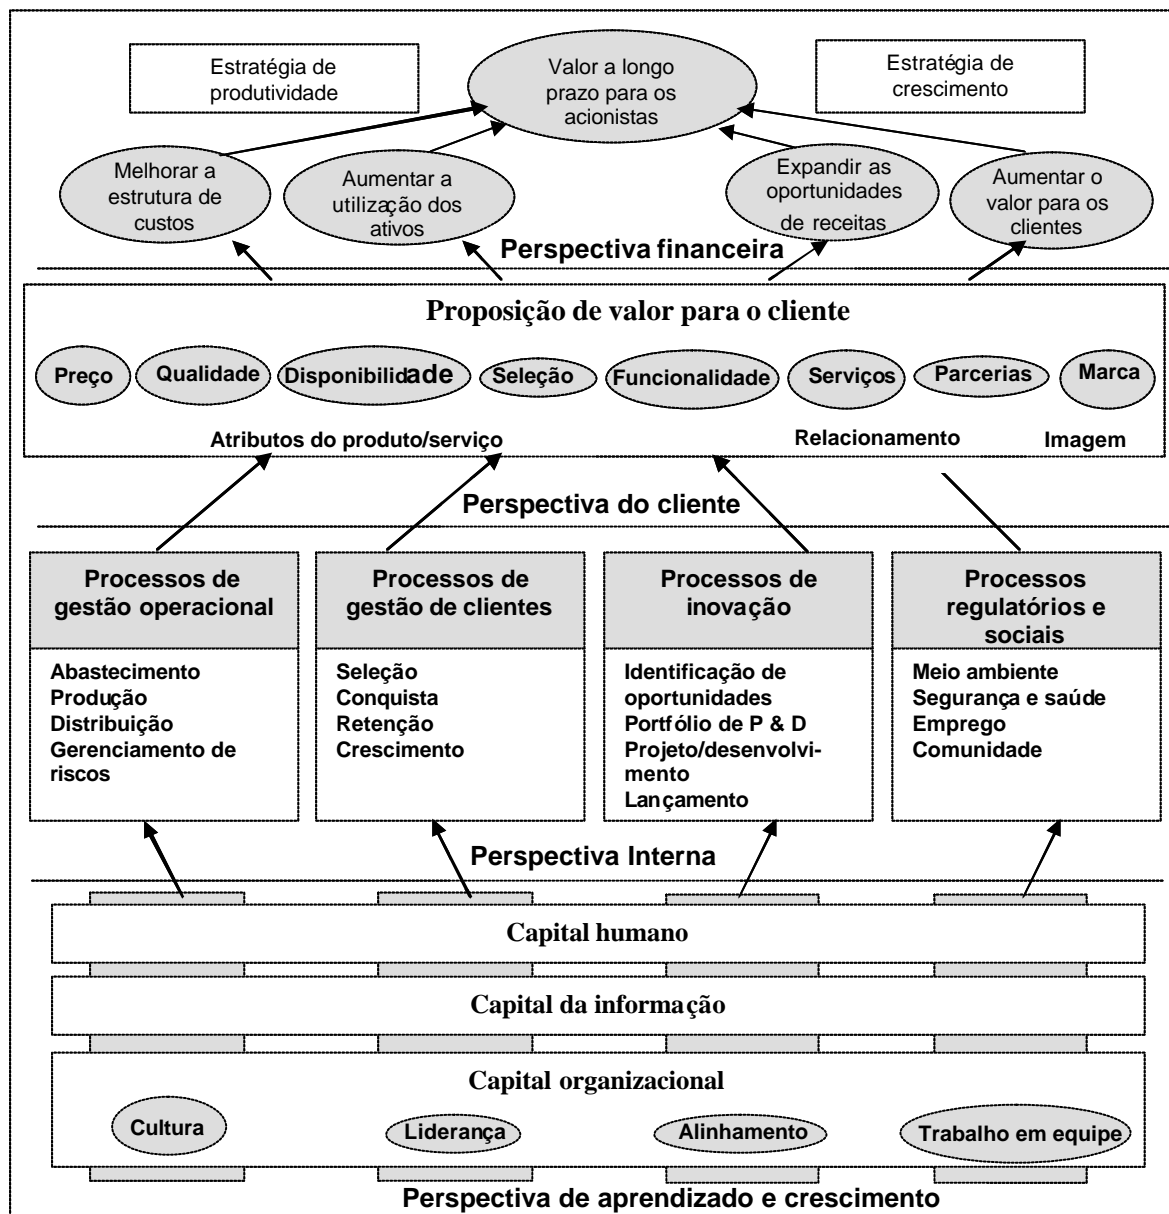 Estratégia de
produtividade
Valor a longo
prazo para os
acionistas
Estratégia de
crescimento
Melhorar a
estrutura de
custos
Aumentar a
utilização dos
ativos
Expandir as
oportunidades
de receitas
Aumentar o
valor para os
clientes
Perspectiva financeira
Proposição de valor para o cliente
Preço
Qualidade
Disponibilidade
Seleção
Funcionalidade
Serviços
Parcerias
Marca
Atributos do produto/serviço
Relacionamento
Imagem
Perspectiva do cliente
Processos de
gestão operacional
Abastecimento
Produção
Distribuição
Gerenciamento de
riscos
Processos de
gestão de clientes
Seleção
Conquista
Retenção
Crescimento
Processos de
inovação
Identificação de
oportunidades
Portfólio de P & D
Projeto/desenvolvi-
mento
Lançamento
Processos
regulatórios e
sociais
Meio ambiente
Segurança e saúde
Emprego
Comunidade
Perspectiva Interna
Capital humano
Capital da informação
Capital organizacional
Cultura
Liderança
Alinhamento
Trabalho em equipe
Perspectiva de aprendizado e crescimento